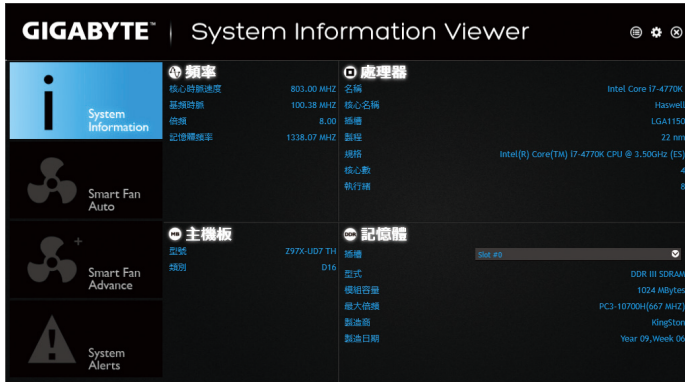 GIGABYTE™ | System Information Viewer
System
Information
Smart Fan
Auto
Smart Fan
Advance
System
Alerts
頻率
核心時脈速度 803.00 MHZ
基頻時脈 100.38 MHZ
倍頻 8.00
記憶體頻率 1338.07 MHZ
處理器
名稱 Intel Core i7-4770K
核心名稱 Haswell
插槽 LGA1150
製程 22 nm
規格 Intel(R) Core(TM) i7-4770K CPU @ 3.50GHz (ES)
核心數 4
執行緒 8
MB 主機板
型號 Z97X-UD7 TH
類別 D16
DDR 記憶體
插槽 Slot #0
型式 DDR III SDRAM
模組容量 1024 MBytes
最大倍頻 PC3-10700H(667 MHZ)
製造商 KingSton
製造日期 Year 09,Week 06